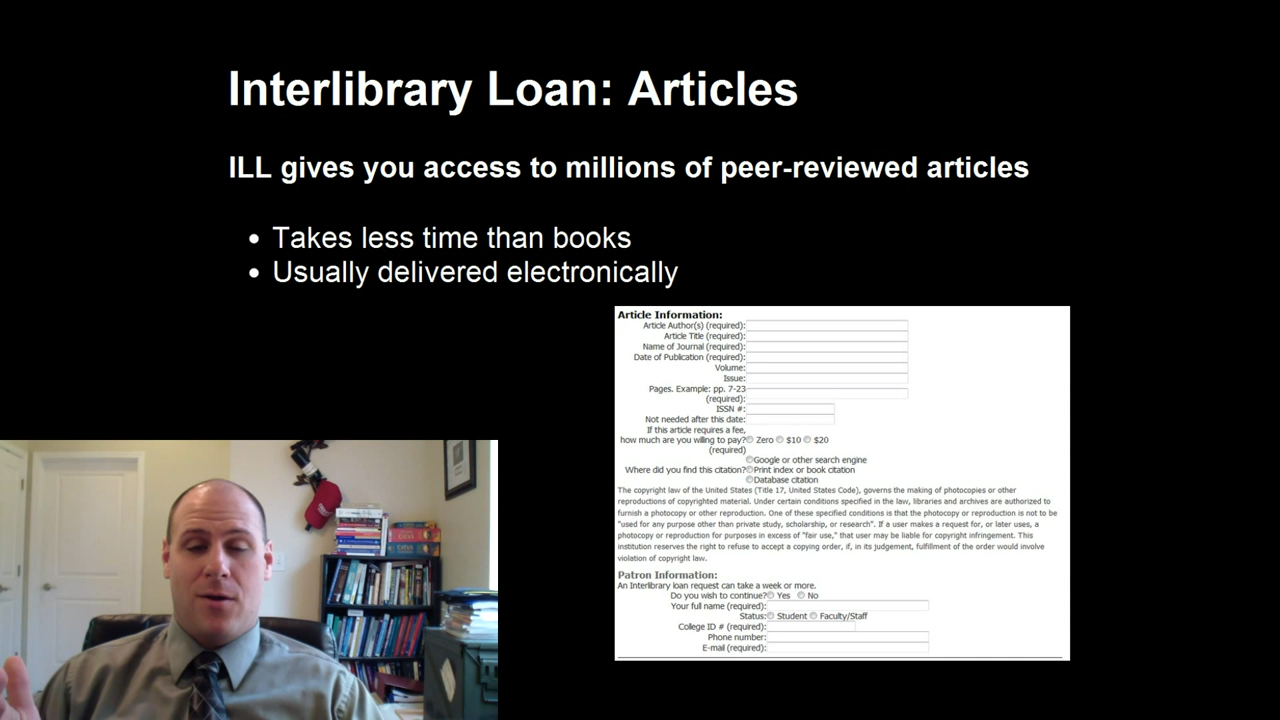 Interlibrary Loan: Articles
ILL gives you access to millions of peer-reviewed articles
• Takes less time than books
• Usually delivered electronically
Article Information:
Article Author(s) (required):
Article Title (required):
Name of Journal (required):
Date of Publication (required):
Volume:
Issue:
Pages. Example: pp. 7-23
(required):
ISSN #:
Not needed after this date:
If this article requires a fee,
how much are you willing to pay? Zero $10 $20
(required)
Google or other search engine
Where did you find this citation? Print index or book citation
Database citation
The copyright law of the United States (Title 17, United States Code), governs the making of photocopies or other
reproductions of copyrighted material. Under certain conditions specified in the law, libraries and archives are authorized to
furnish a photocopy or other reproduction. One of these specified conditions is that the photocopy or reproduction is not to be
"used for any purpose other than private study, scholarship, or research". If a user makes a request for, or later uses, a
photocopy or reproduction for purposes in excess of "fair use," that user may be liable for copyright infringement. This
institution reserves the right to refuse to accept a copying order, if, in its judgement, fulfillment of the order would involve
violation of copyright law.
Patron Information:
An Interlibrary loan request can take a week or more.
Do you wish to continue? Yes No
Your full name (required):
Status: Student Faculty/Staff
College ID # (required):
Phone number:
E-mail (required):